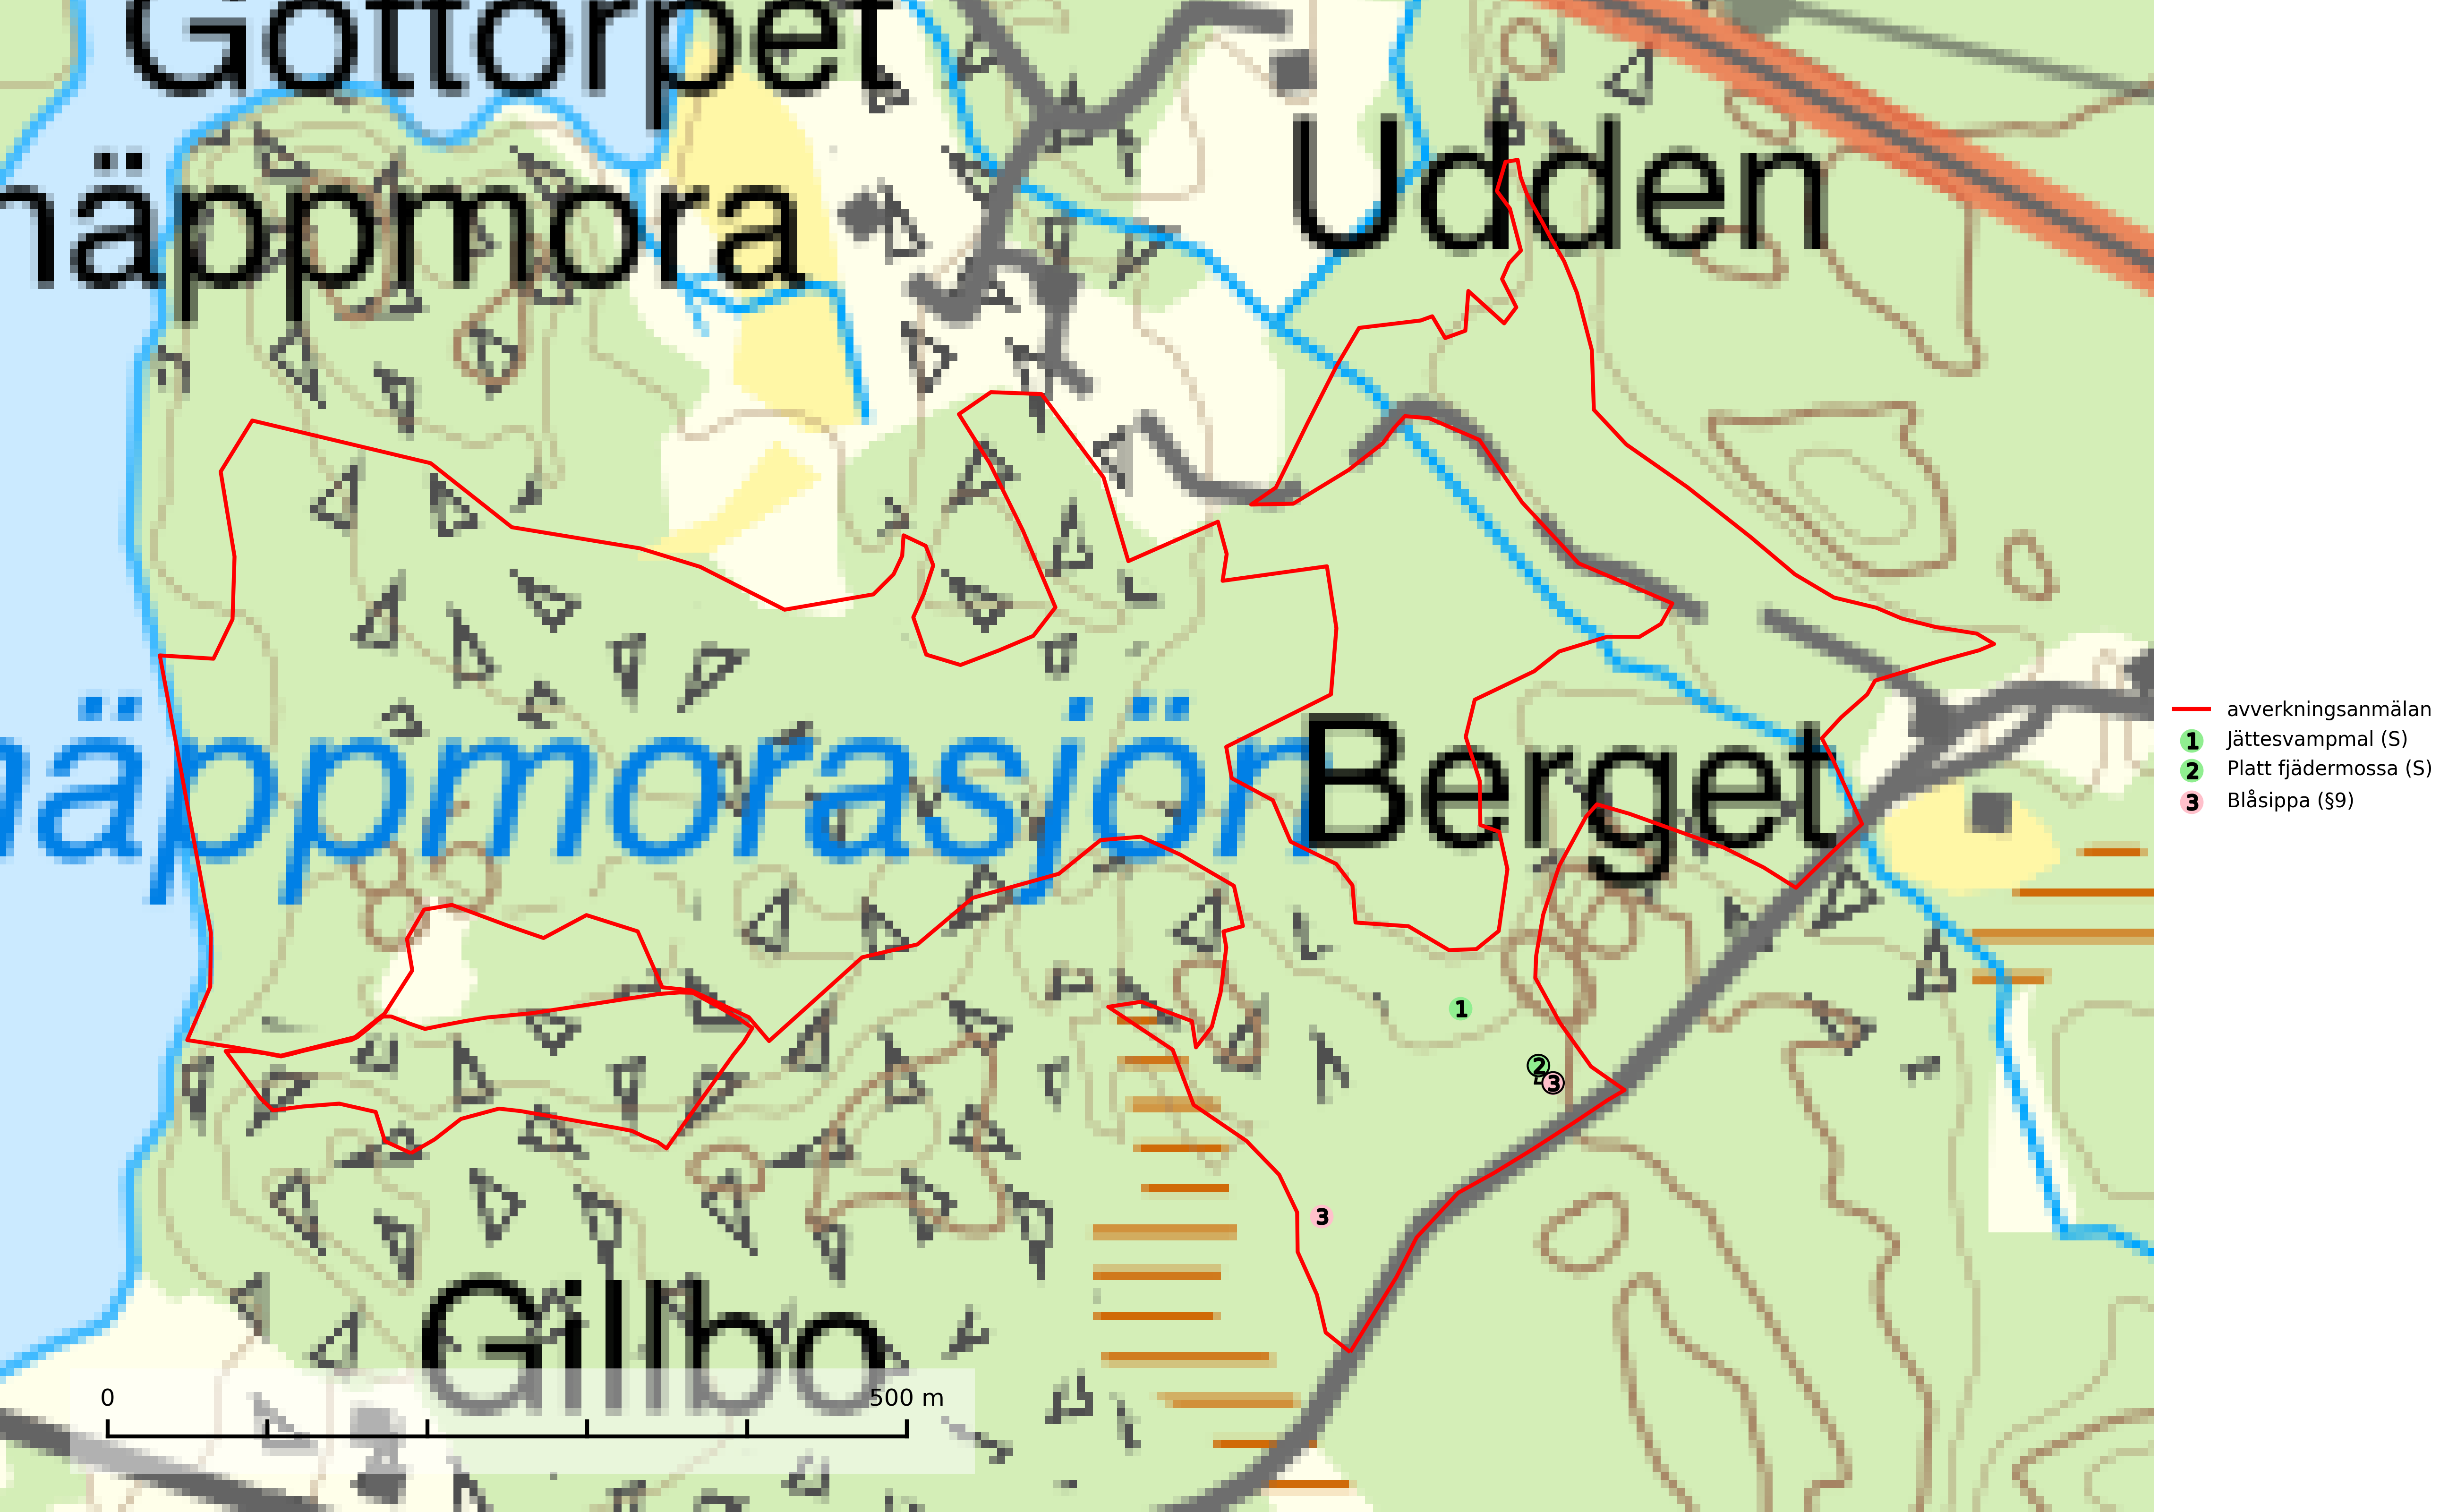 Gottorpet
näppmora
Udden
näppmorasjön
Berget
1
2
3
3
Gillbo
0 500 m
avverkningsanmälan
1 Jättesvampmal (S)
2 Platt fjädermossa (S)
3 Blåsippa (§9)